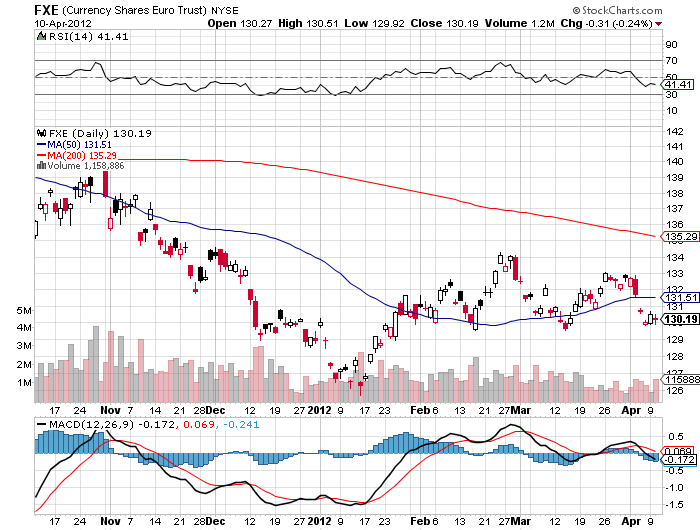 FXE (Currency Shares Euro Trust) NYSE © StockCharts.com
10-Apr-2012 Open 130.27 High 130.51 Low 129.92 Close 130.19 Volume 1.2M Chg -0.31 (-0.24%)
RSI(14) 41.41
90
70
50
41.41
30
10
FXE (Daily) 130.19
MA(50) 131.51
MA(200) 135.29
Volume 1,158,886
142
141
140
139
138
137
136
135.29
134
133
132
131.51
131
130.19
129
128
127
115888
126
5M
4M
3M
2M
1M
17 24 Nov 7 14 21 28 Dec 12 19 27 2012 9 17 23 Feb 6 13 21 27 Mar 12 19 26 Apr 9
MACD(12,26,9) -0.172, 0.069, -0.241
0.5
0.069
-0.172
-0.5
-1.0
-1.5
17 24 Nov 7 14 21 28 Dec 12 19 27 2012 9 17 23 Feb 6 13 21 27 Mar 12 19 26 Apr 9